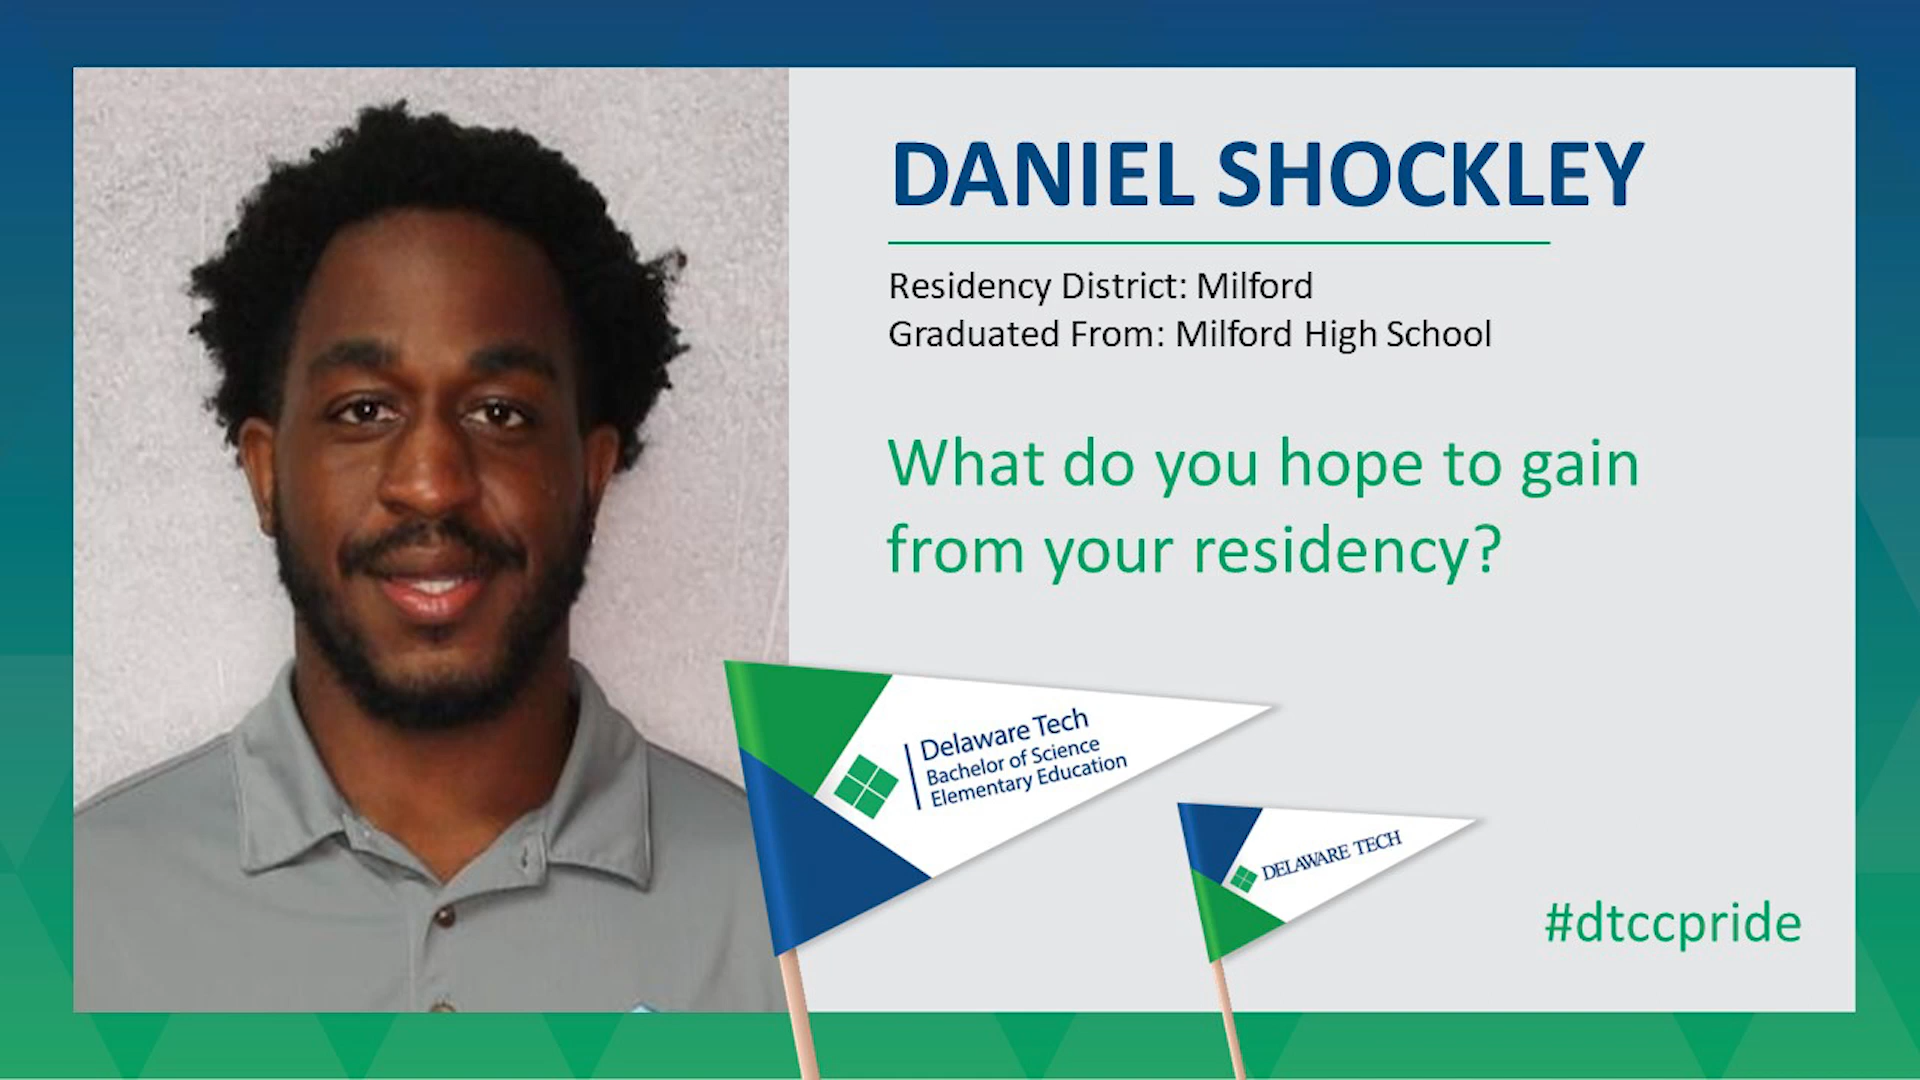 DANIEL SHOCKLEY
Residency District: Milford
Graduated From: Milford High School
What do you hope to gain
from your residency?
Delaware Tech
Bachelor of Science
Elementary Education
DELAWARE TECH
#dtccpride